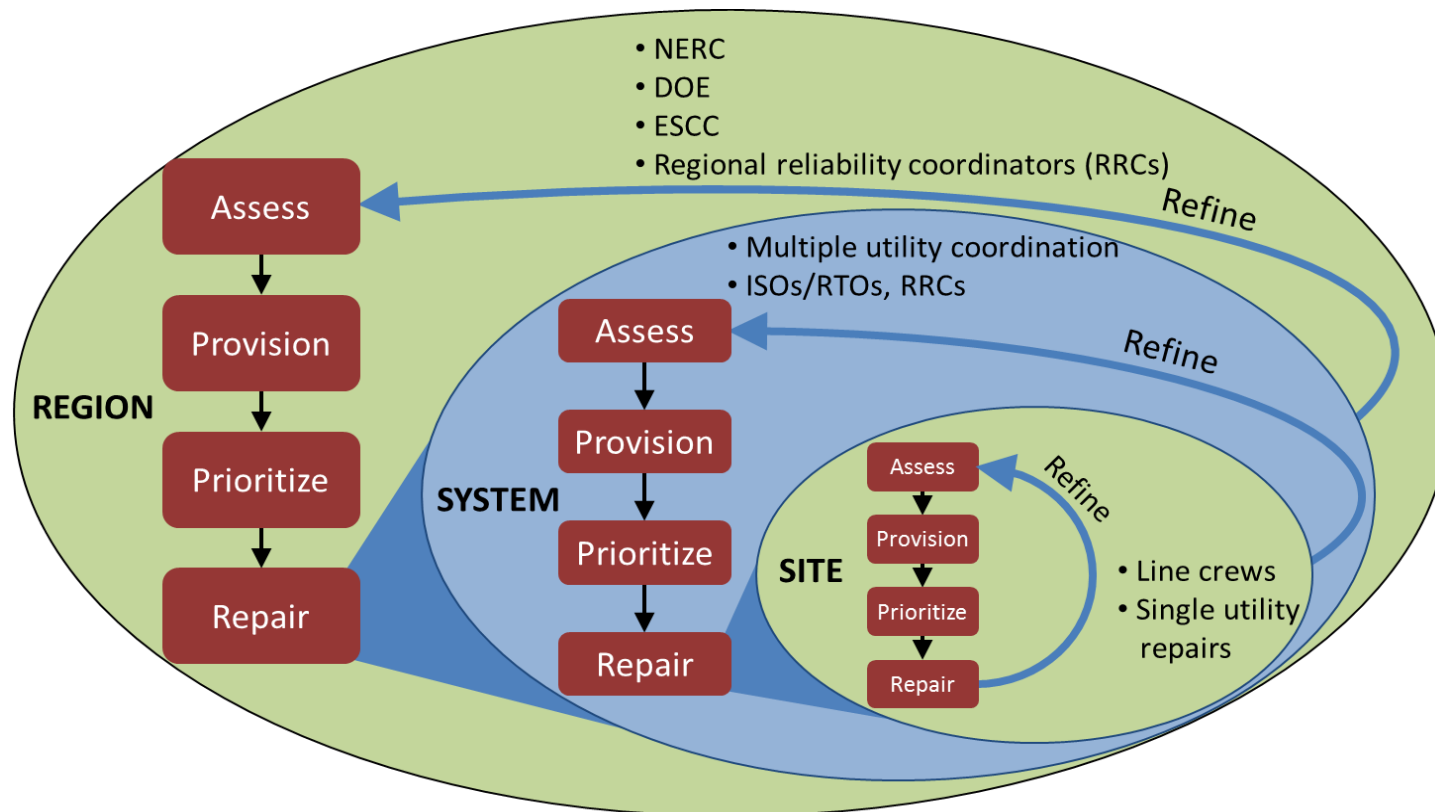 • NERC
• DOE
• ESCC
• Regional reliability coordinators (RRCs)
Refine
REGION
Assess
Provision
Prioritize
Repair
• Multiple utility coordination
• ISOs/RTOs, RRCs
Refine
SYSTEM
Assess
Provision
Prioritize
Repair
Refine
SITE
Assess
Provision
Prioritize
Repair
• Line crews
• Single utility
repairs